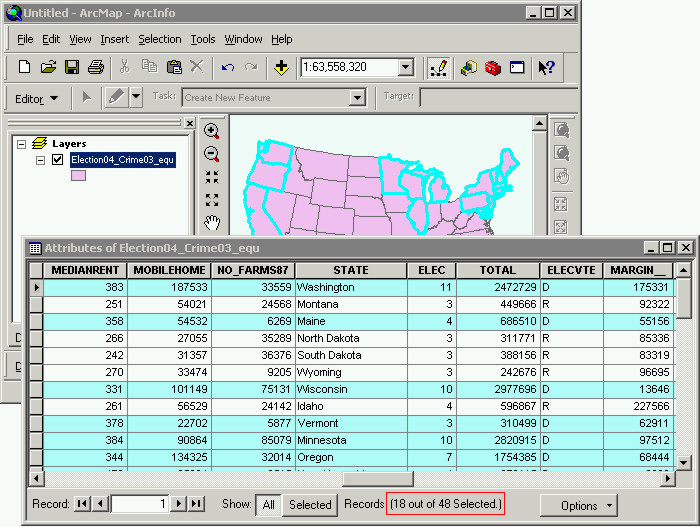 Untitled - ArcMap - ArcInfo
File Edit View Insert Selection Tools Window Help
1:63,558,320
Editor Task: Create New Feature Target:
Layers
Election04_Crime03_equ
Attributes of Election04_Crime03_equ
MEDIANRENT MOBILEHOME NO_FARMS87 STATE ELEC TOTAL ELECVTE MARGIN__
383 187533 33559 Washington 11 2472729 D 175331
251 54021 24568 Montana 3 449666 R 92322
358 54532 6269 Maine 4 686510 D 55156
266 27055 35289 North Dakota 3 311771 R 85336
242 31357 36376 South Dakota 3 388156 R 83319
270 33474 9205 Wyoming 3 242676 R 96695
331 101149 75131 Wisconsin 10 2977696 D 13646
261 56529 24142 Idaho 4 596867 R 227566
378 22702 5877 Vermont 3 310499 D 62911
384 90864 85079 Minnesota 10 2820915 D 97512
344 134325 32014 Oregon 7 1754385 D 68444
Record: 1 Show: All Selected Records (18 out of 48 Selected.) Options